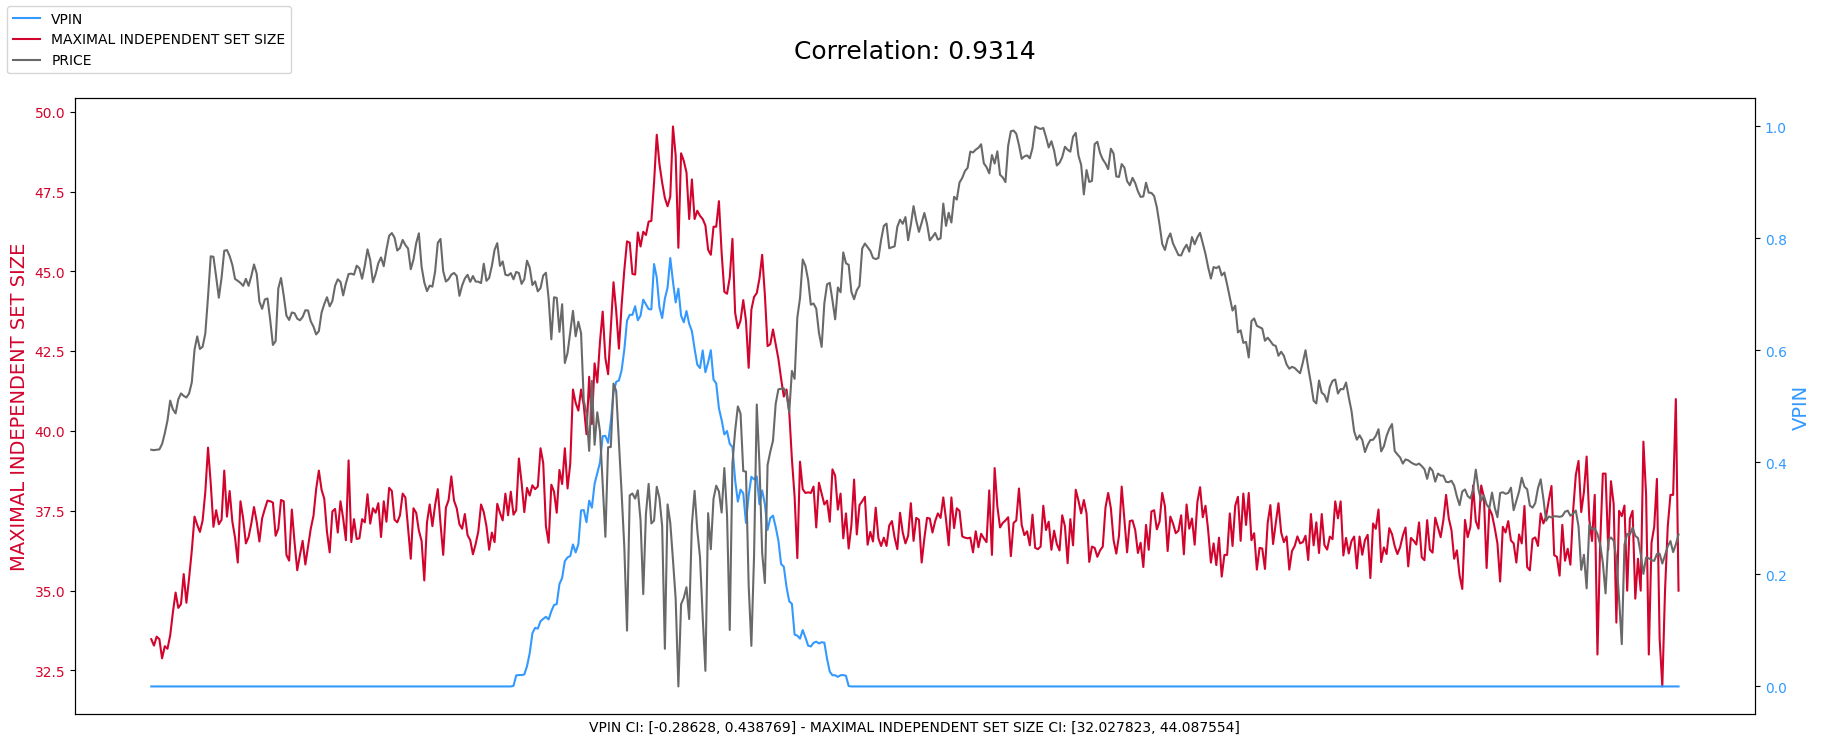 VPIN
MAXIMAL INDEPENDENT SET SIZE
PRICE
Correlation: 0.9314
MAXIMAL INDEPENDENT SET SIZE
50.0
47.5
45.0
42.5
40.0
37.5
35.0
32.5
1.0
0.8
0.6
0.4
0.2
0.0
VPIN
VPIN CI: [-0.28628, 0.438769] - MAXIMAL INDEPENDENT SET SIZE CI: [32.027823, 44.087554]